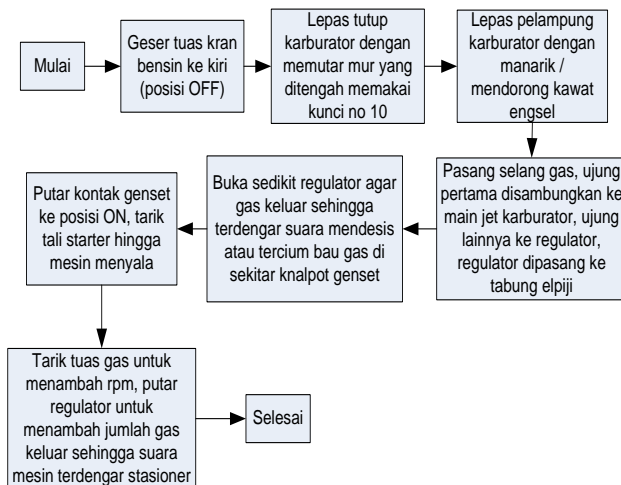 Mulai
Geser tuas kran
bensin ke kiri
(posisi OFF)
Lepas tutup
karburator dengan
memutar mur yang
ditengah memakai
kunci no 10
Lepas pelampung
karburator dengan
manarik /
mendorong kawat
engsel
Pasang selang gas, ujung
pertama disambungkan ke
main jet karburator, ujung
lainnya ke regulator,
regulator dipasang ke
tabung elpiji
Buka sedikit regulator agar
gas keluar sehingga
terdengar suara mendesis
atau tercium bau gas di
sekitar knalpot genset
Putar kontak genset
ke posisi ON, tarik
tali starter hingga
mesin menyala
Tarik tuas gas untuk
menambah rpm, putar
regulator untuk
menambah jumlah gas
keluar sehingga suara
mesin terdengar stasioner
Selesai